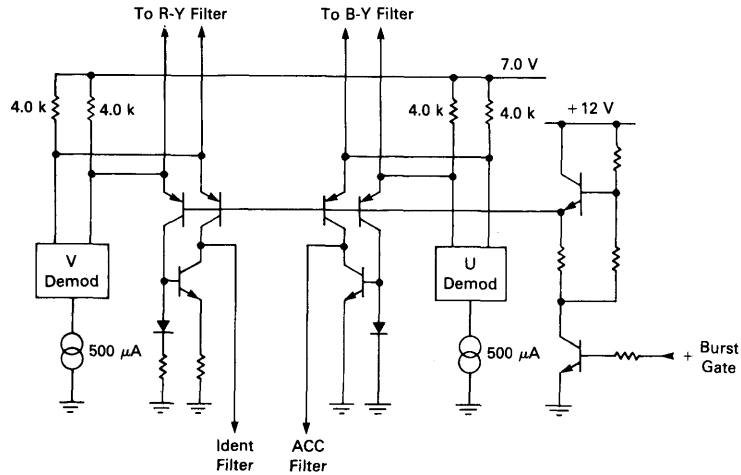 To R-Y Filter
To B-Y Filter
7.0 V
4.0 k
4.0 k
4.0 k
4.0 k
+12 V
V
Demod
U
Demod
500 μA
500 μA
+ Burst
Gate
Ident
Filter
ACC
Filter